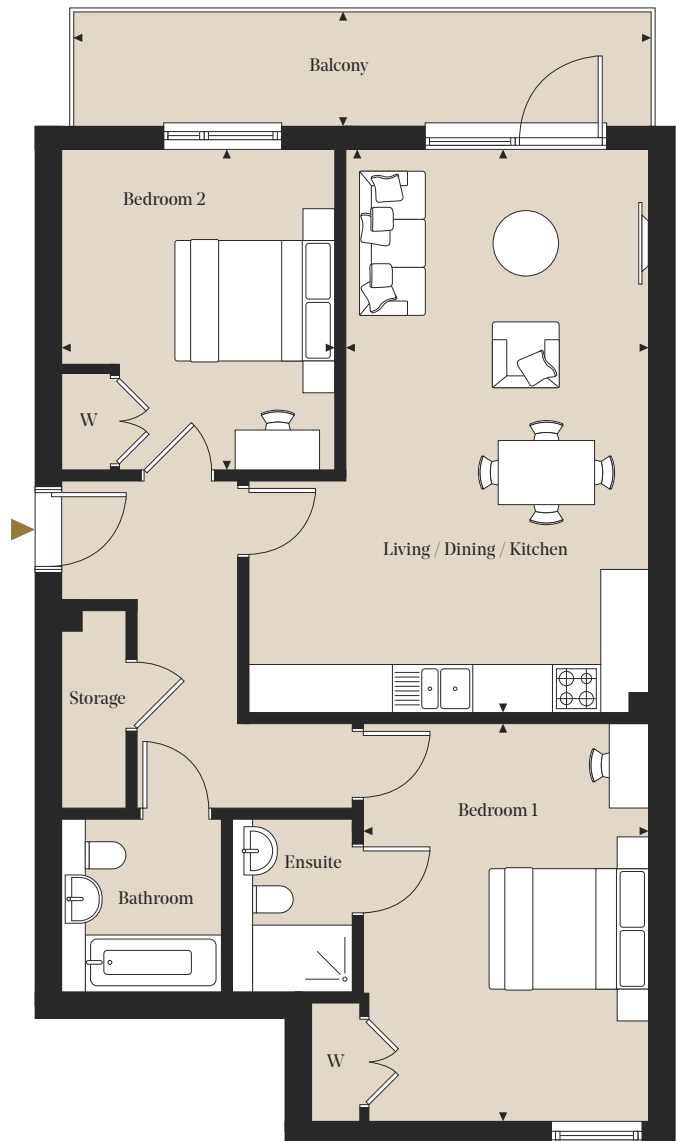 Balcony
Bedroom 2
W
Living / Dining / Kitchen
Storage
Bedroom 1
Ensuite
Bathroom
W